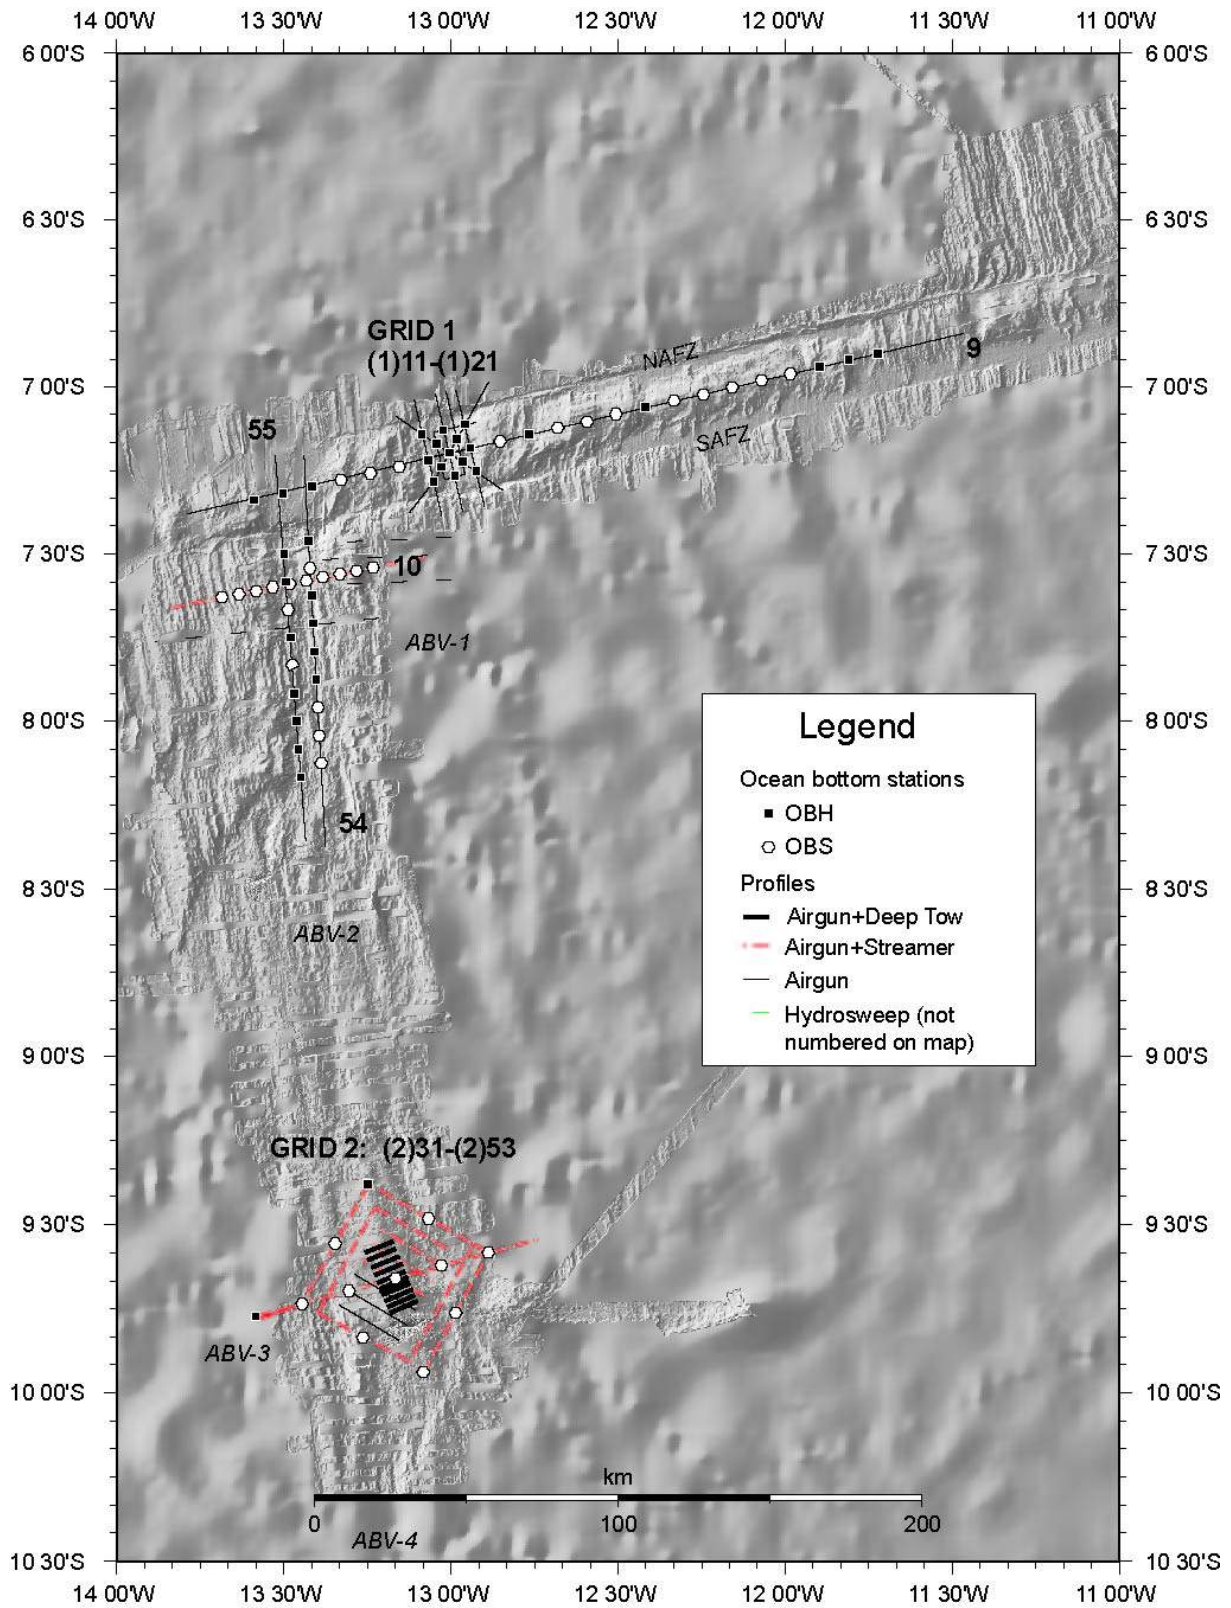 14 00'W 13 30'W 13 00'W 12 30'W 12 00'W 11 30'W 11 00'W
6 00'S 6 00'S
6 30'S 6 30'S
GRID 1
(1)11-(1)21
NAFZ
9
7 00'S 7 00'S
55
SAFZ
7 30'S 7 30'S
10
ABV-1
8 00'S 8 00'S
Legend
Ocean bottom stations
OBH
OBS
Profiles
Airgun+Deep Tow
Airgun+Streamer
Airgun
Hydrosweep (not
numbered on map)
54
8 30'S 8 30'S
ABV-2
9 00'S 9 00'S
GRID 2: (2)31-(2)53
9 30'S 9 30'S
ABV-3
10 00'S 10 00'S
km
0 100 200
ABV-4
10 30'S 10 30'S
14 00'W 13 30'W 13 00'W 12 30'W 12 00'W 11 30'W 11 00'W